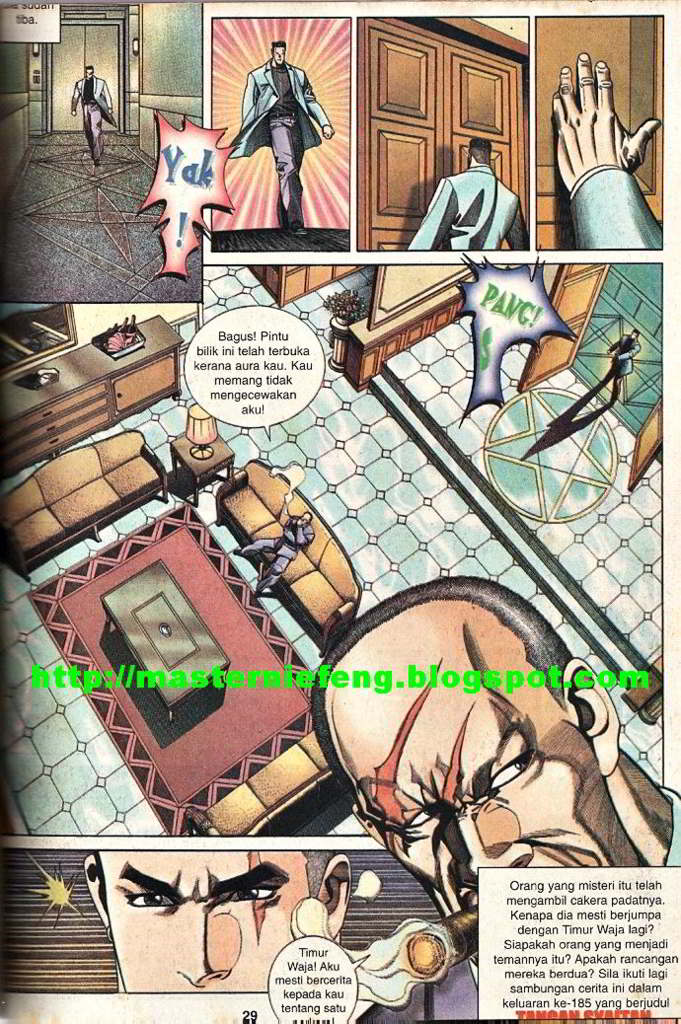 tiba.
Yak
!
PANG!
S
Bagus! Pintu
bilik ini telah terbuka
kerana aura kau. Kau
memang tidak
mengecewakan
aku!
http://masterniefeng.blogspot.com
Timur
Waja! Aku
mesti bercerita
kepada kau
tentang satu
Orang yang misteri itu telah
mengambil cakera padatnya.
Kenapa dia mesti berjumpa
dengan Timur Waja lagi?
Siapakah orang yang menjadi
temannya itu? Apakah rancangan
mereka berdua? Sila ikuti lagi
sambungan cerita ini dalam
keluaran ke-185 yang berjudul
TANGAN SYAITAN
29